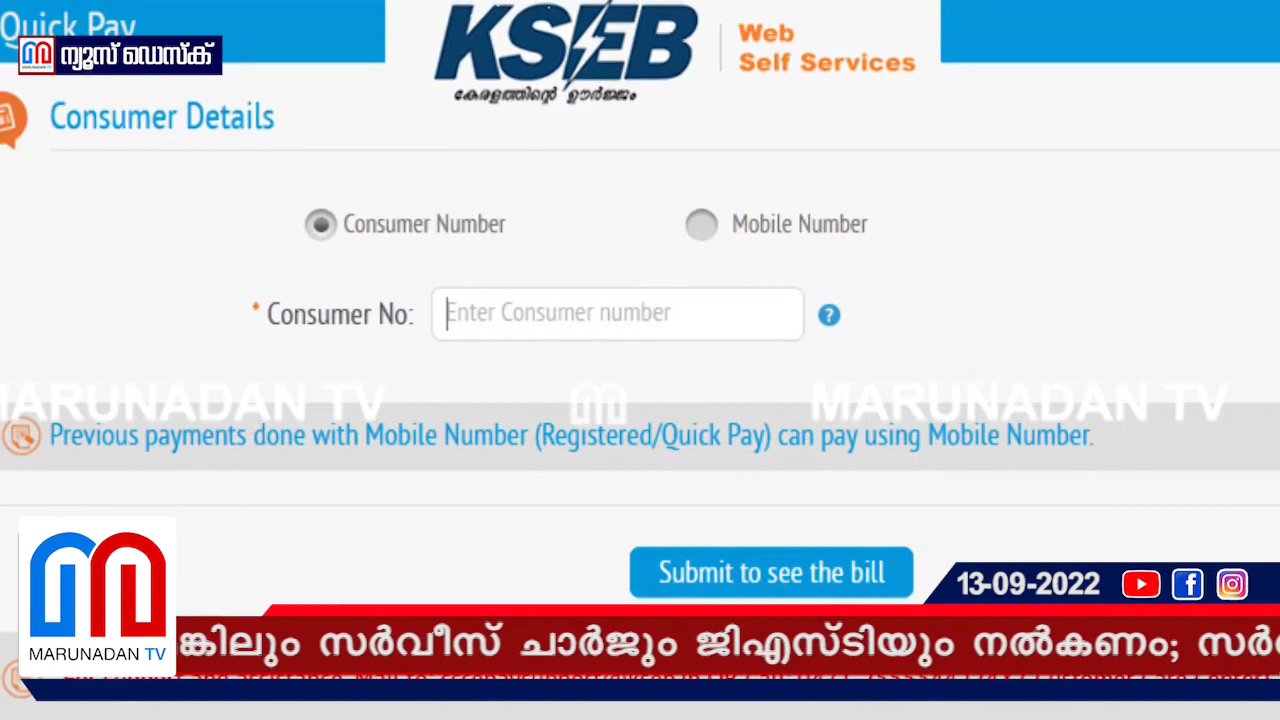 Quick Pay
ന്യൂസ് ഡെസ്ക്
MARUNADAN TV
KSEB
കേരളത്തിന്റെ ഊർജ്ജം
Web
Self Services
Consumer Details
Consumer Number
Mobile Number
* Consumer No:
Enter Consumer number
?
MARUNADAN TV
MARUNADAN TV
Previous payments done with Mobile Number (Registered/Quick Pay) can pay using Mobile Number.
Submit to see the bill
13-09-2022
MARUNADAN TV
ങ്കിലും സർവീസ് ചാർജും ജിഎസ്ടിയും നൽകണം; സർ